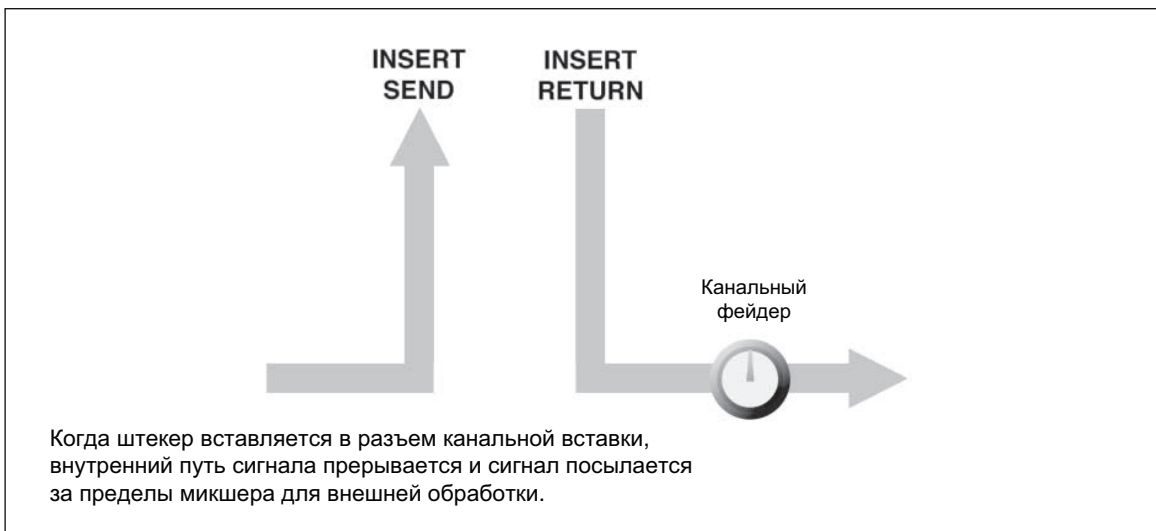 INSERT
SEND
INSERT
RETURN
Канальный
фейдер
Когда штекер вставляется в разъем канальной вставки,
внутренний путь сигнала прерывается и сигнал посылается
за пределы микшера для внешней обработки.